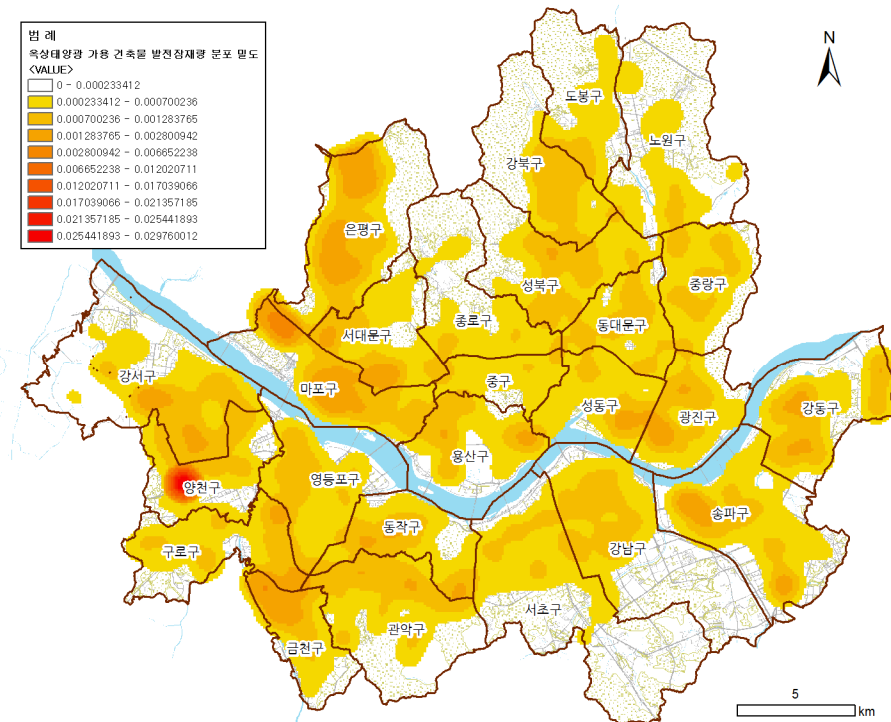 범 례
옥상태양광 가용 건축물 발전잠재량 분포 밀도
<VALUE>
0 - 0.000233412
0.000233412 - 0.000700236
0.000700236 - 0.001283765
0.001283765 - 0.002800942
0.002800942 - 0.006652238
0.006652238 - 0.012020711
0.012020711 - 0.017039066
0.017039066 - 0.021357185
0.021357185 - 0.025441893
0.025441893 - 0.029760012
N
도봉구
노원구
강북구
은평구
성북구
중랑구
서대문구
종로구
동대문구
강서구
마포구
중구
성동구
광진구
강동구
용산구
양천구
영등포구
송파구
동작구
구로구
강남구
서초구
관악구
금천구
5
km